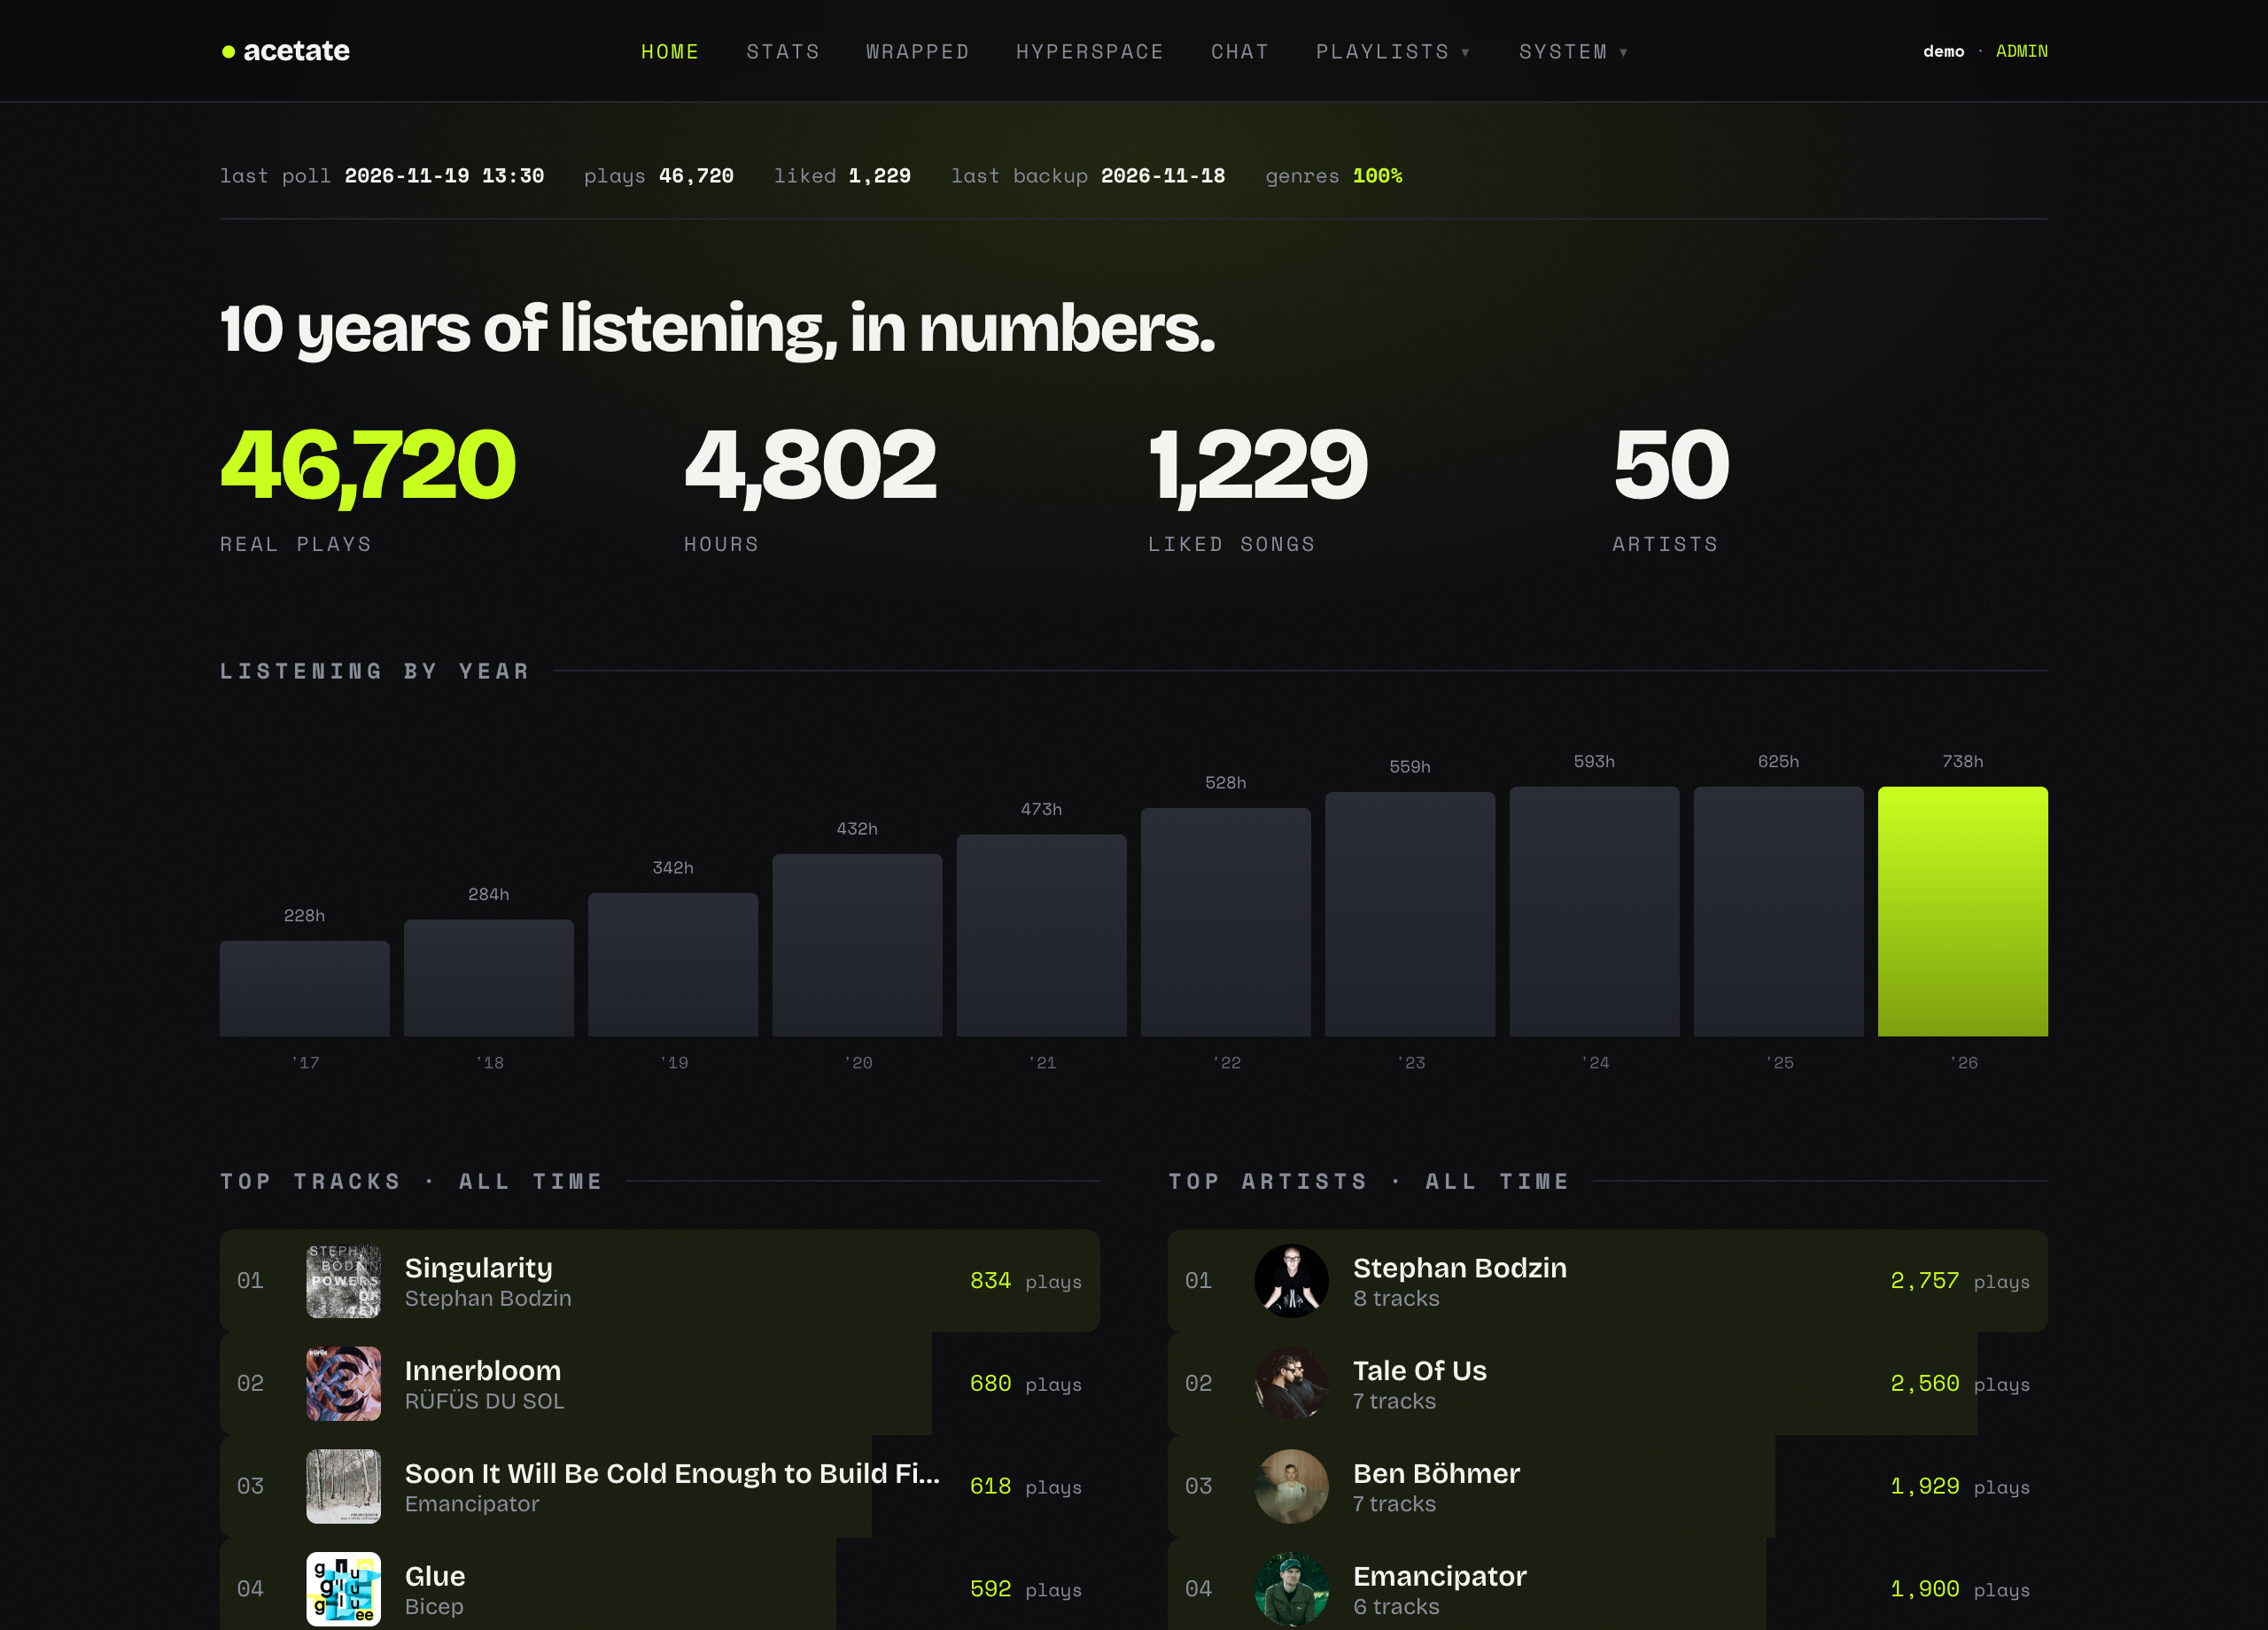 acetate
HOME STATS WRAPPED HYPERSPACE CHAT PLAYLISTS ▾ SYSTEM ▾
demo · ADMIN
last poll 2026-11-19 13:30 plays 46,720 liked 1,229 last backup 2026-11-18 genres 100%
10 years of listening, in numbers.
46,720 4,802 1,229 50
REAL PLAYS HOURS LIKED SONGS ARTISTS
LISTENING BY YEAR
228h 284h 342h 432h 473h 528h 559h 593h 625h 738h
'17 '18 '19 '20 '21 '22 '23 '24 '25 '26
TOP TRACKS · ALL TIME
01 Singularity 834 plays
Stephan Bodzin
STEPHAN
BODZIN
POWERS
OF
TEN
02 Innerbloom 680 plays
RÜFÜS DU SOL
03 Soon It Will Be Cold Enough to Build Fi... 618 plays
Emancipator
04 Glue 592 plays
Bicep
TOP ARTISTS · ALL TIME
01 Stephan Bodzin 2,757 plays
8 tracks
02 Tale Of Us 2,560 plays
7 tracks
03 Ben Böhmer 1,929 plays
7 tracks
04 Emancipator 1,900 plays
6 tracks